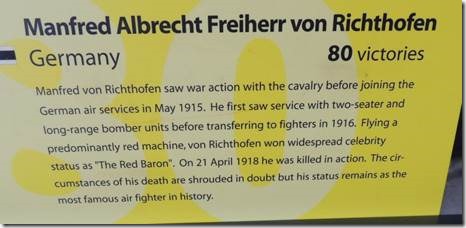 Manfred Albrecht Freiherr von Richthofen
Germany 80 victories
Manfred von Richthofen saw war action with the cavalry before joining the
German air services in May 1915. He first saw service with two-seater and
long-range bomber units before transferring to fighters in 1916. Flying a
predominantly red machine, von Richthofen won widespread celebrity
status as "The Red Baron". On 21 April 1918 he was killed in action. The cir-
cumstances of his death are shrouded in doubt but his status remains as the
most famous air fighter in history.